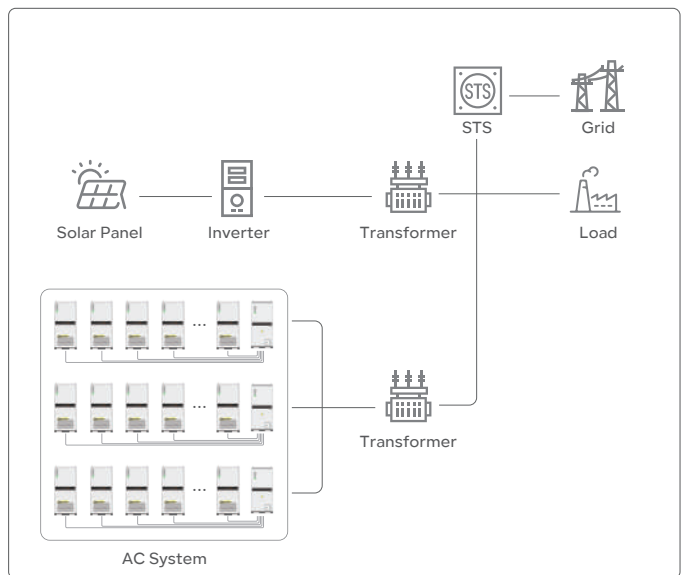 STS
STS
Grid
Solar Panel
Inverter
Transformer
Load
...
...
...
Transformer
AC System